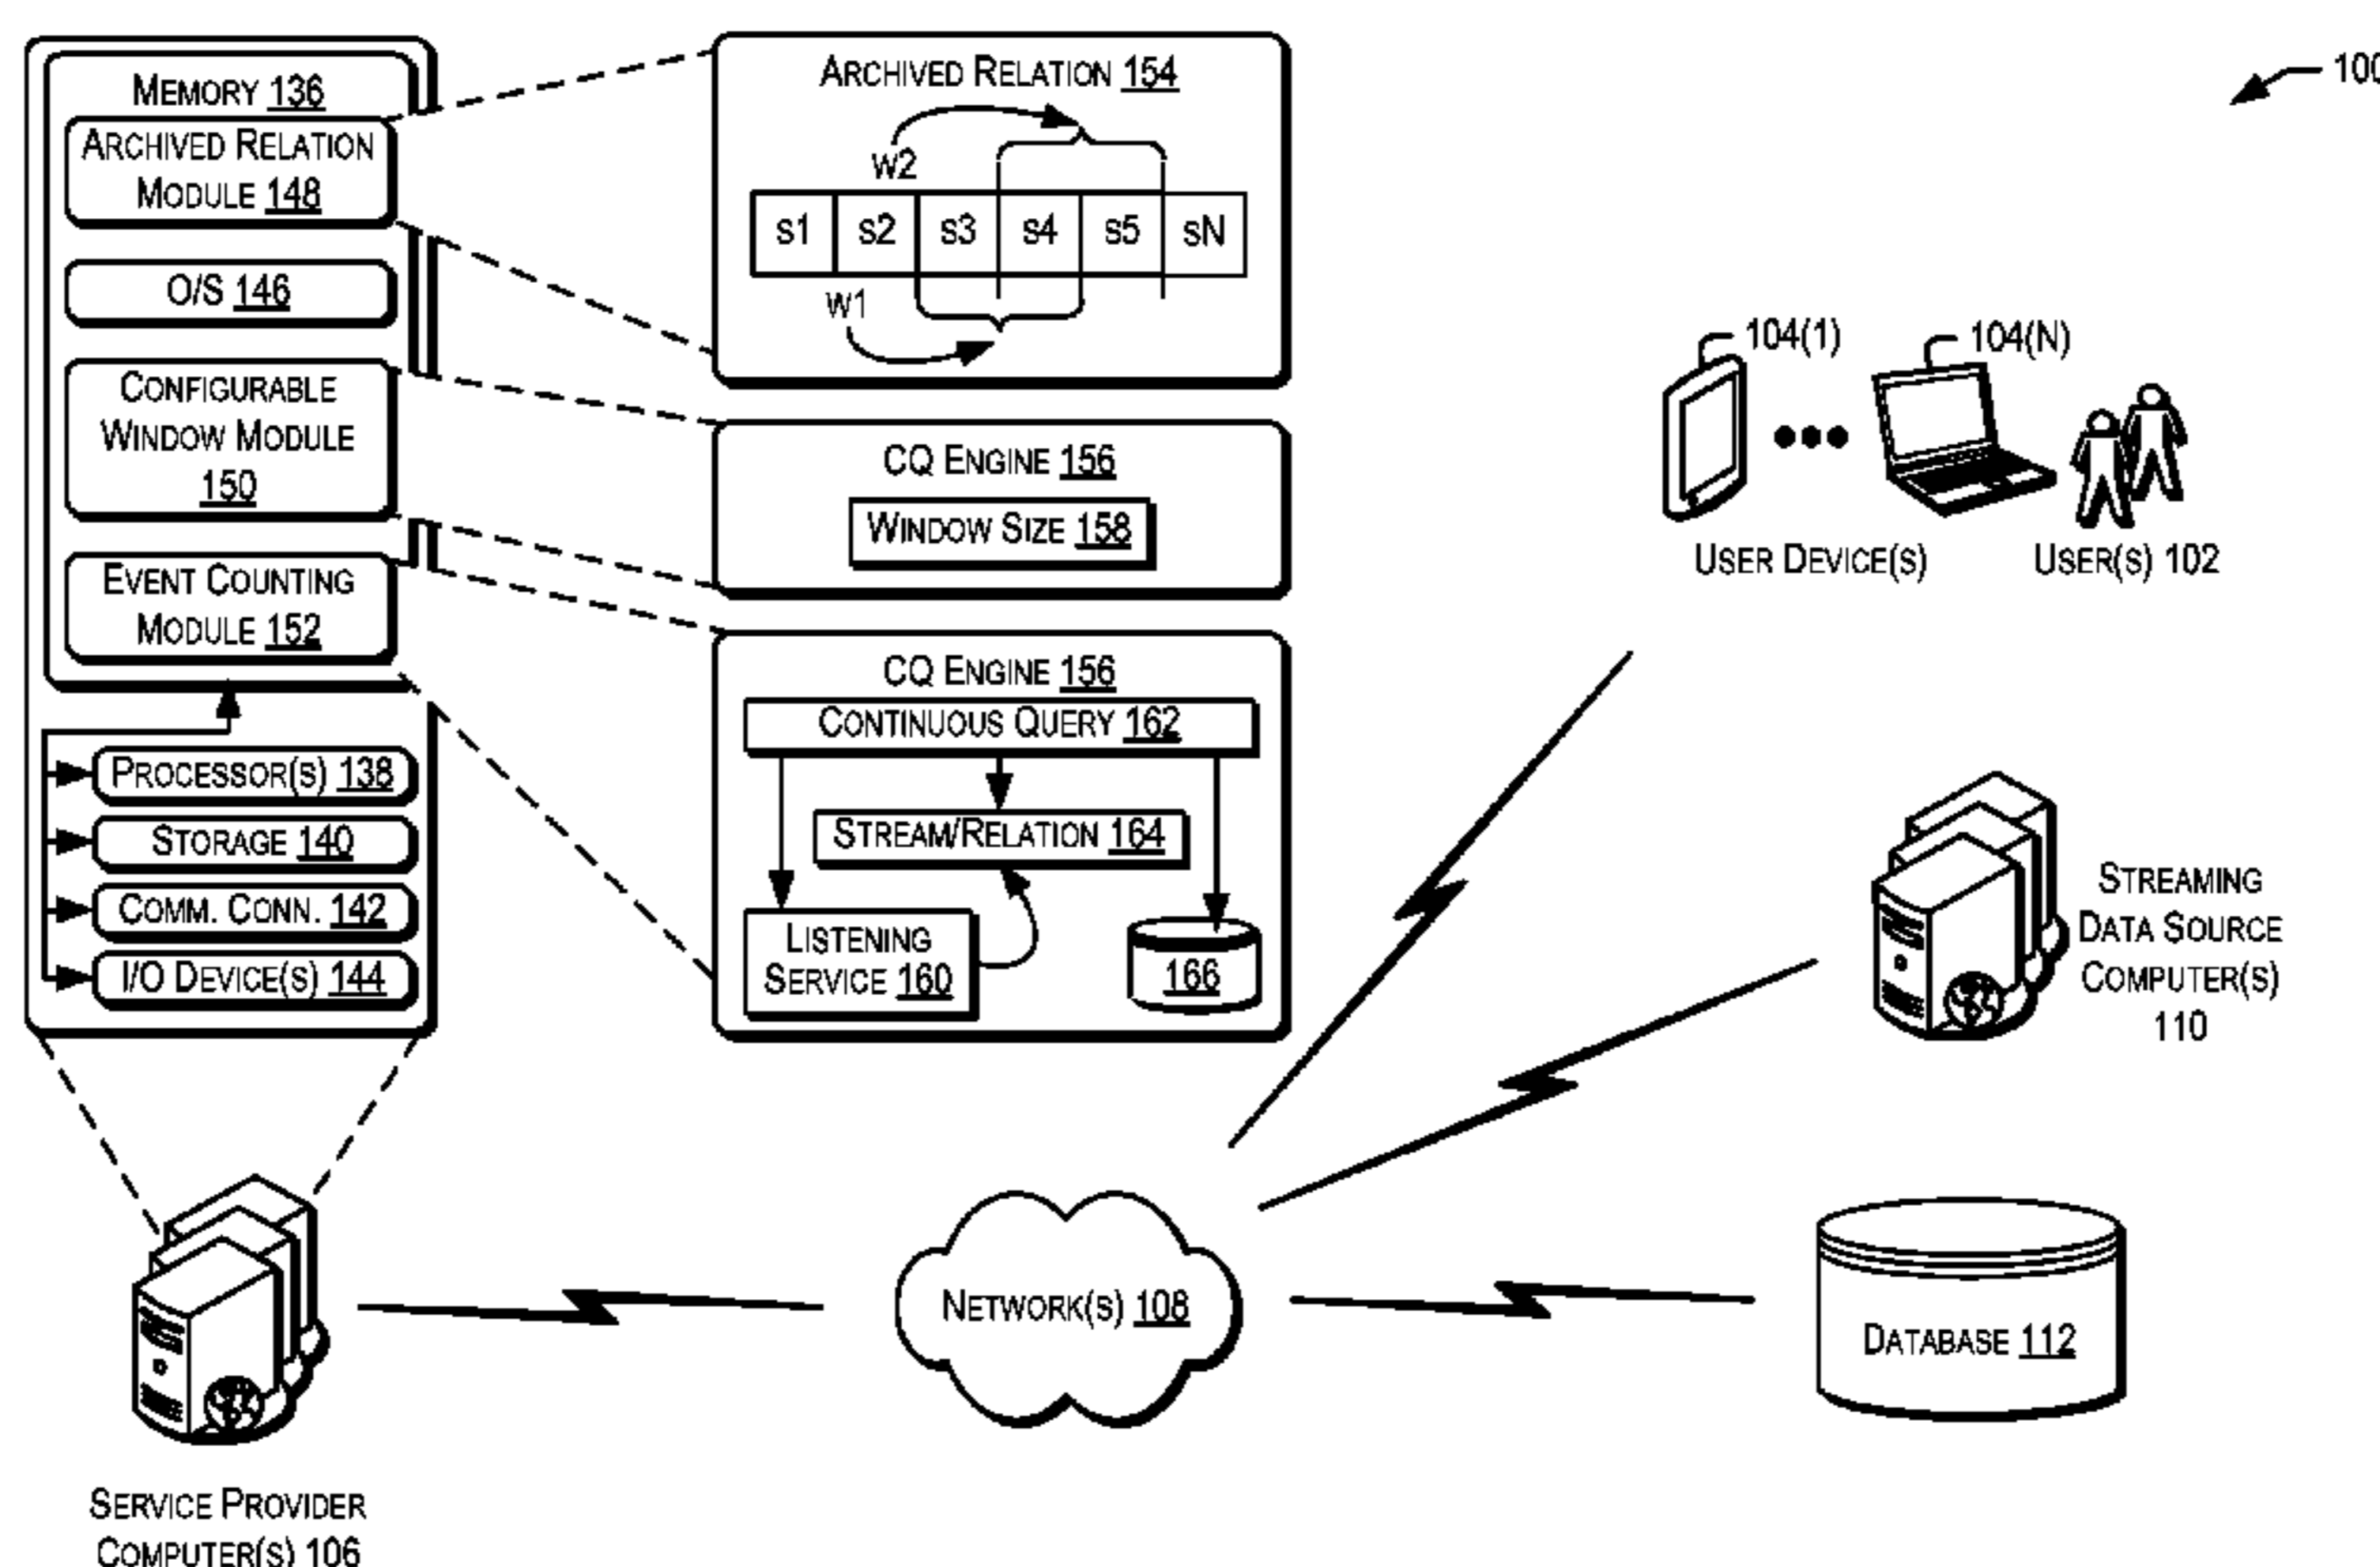 100
MEMORY 136
ARCHIVED RELATION
MODULE 148
O/S 146
CONFIGURABLE
WINDOW MODULE
150
EVENT COUNTING
MODULE 152
PROCESSOR(S) 138
STORAGE 140
COMM. CONN. 142
I/O DEVICE(S) 144
ARCHIVED RELATION 154
w2
s1 s2 s3 s4 s5 sN
w1
CQ ENGINE 156
WINDOW SIZE 158
CQ ENGINE 156
CONTINUOUS QUERY 162
STREAM/RELATION 164
LISTENING
SERVICE 160
166
104(1)
104(N)
USER DEVICE(S)
USER(S) 102
STREAMING
DATA SOURCE
COMPUTER(S)
110
NETWORK(S) 108
DATABASE 112
SERVICE PROVIDER
COMPUTER(S) 106